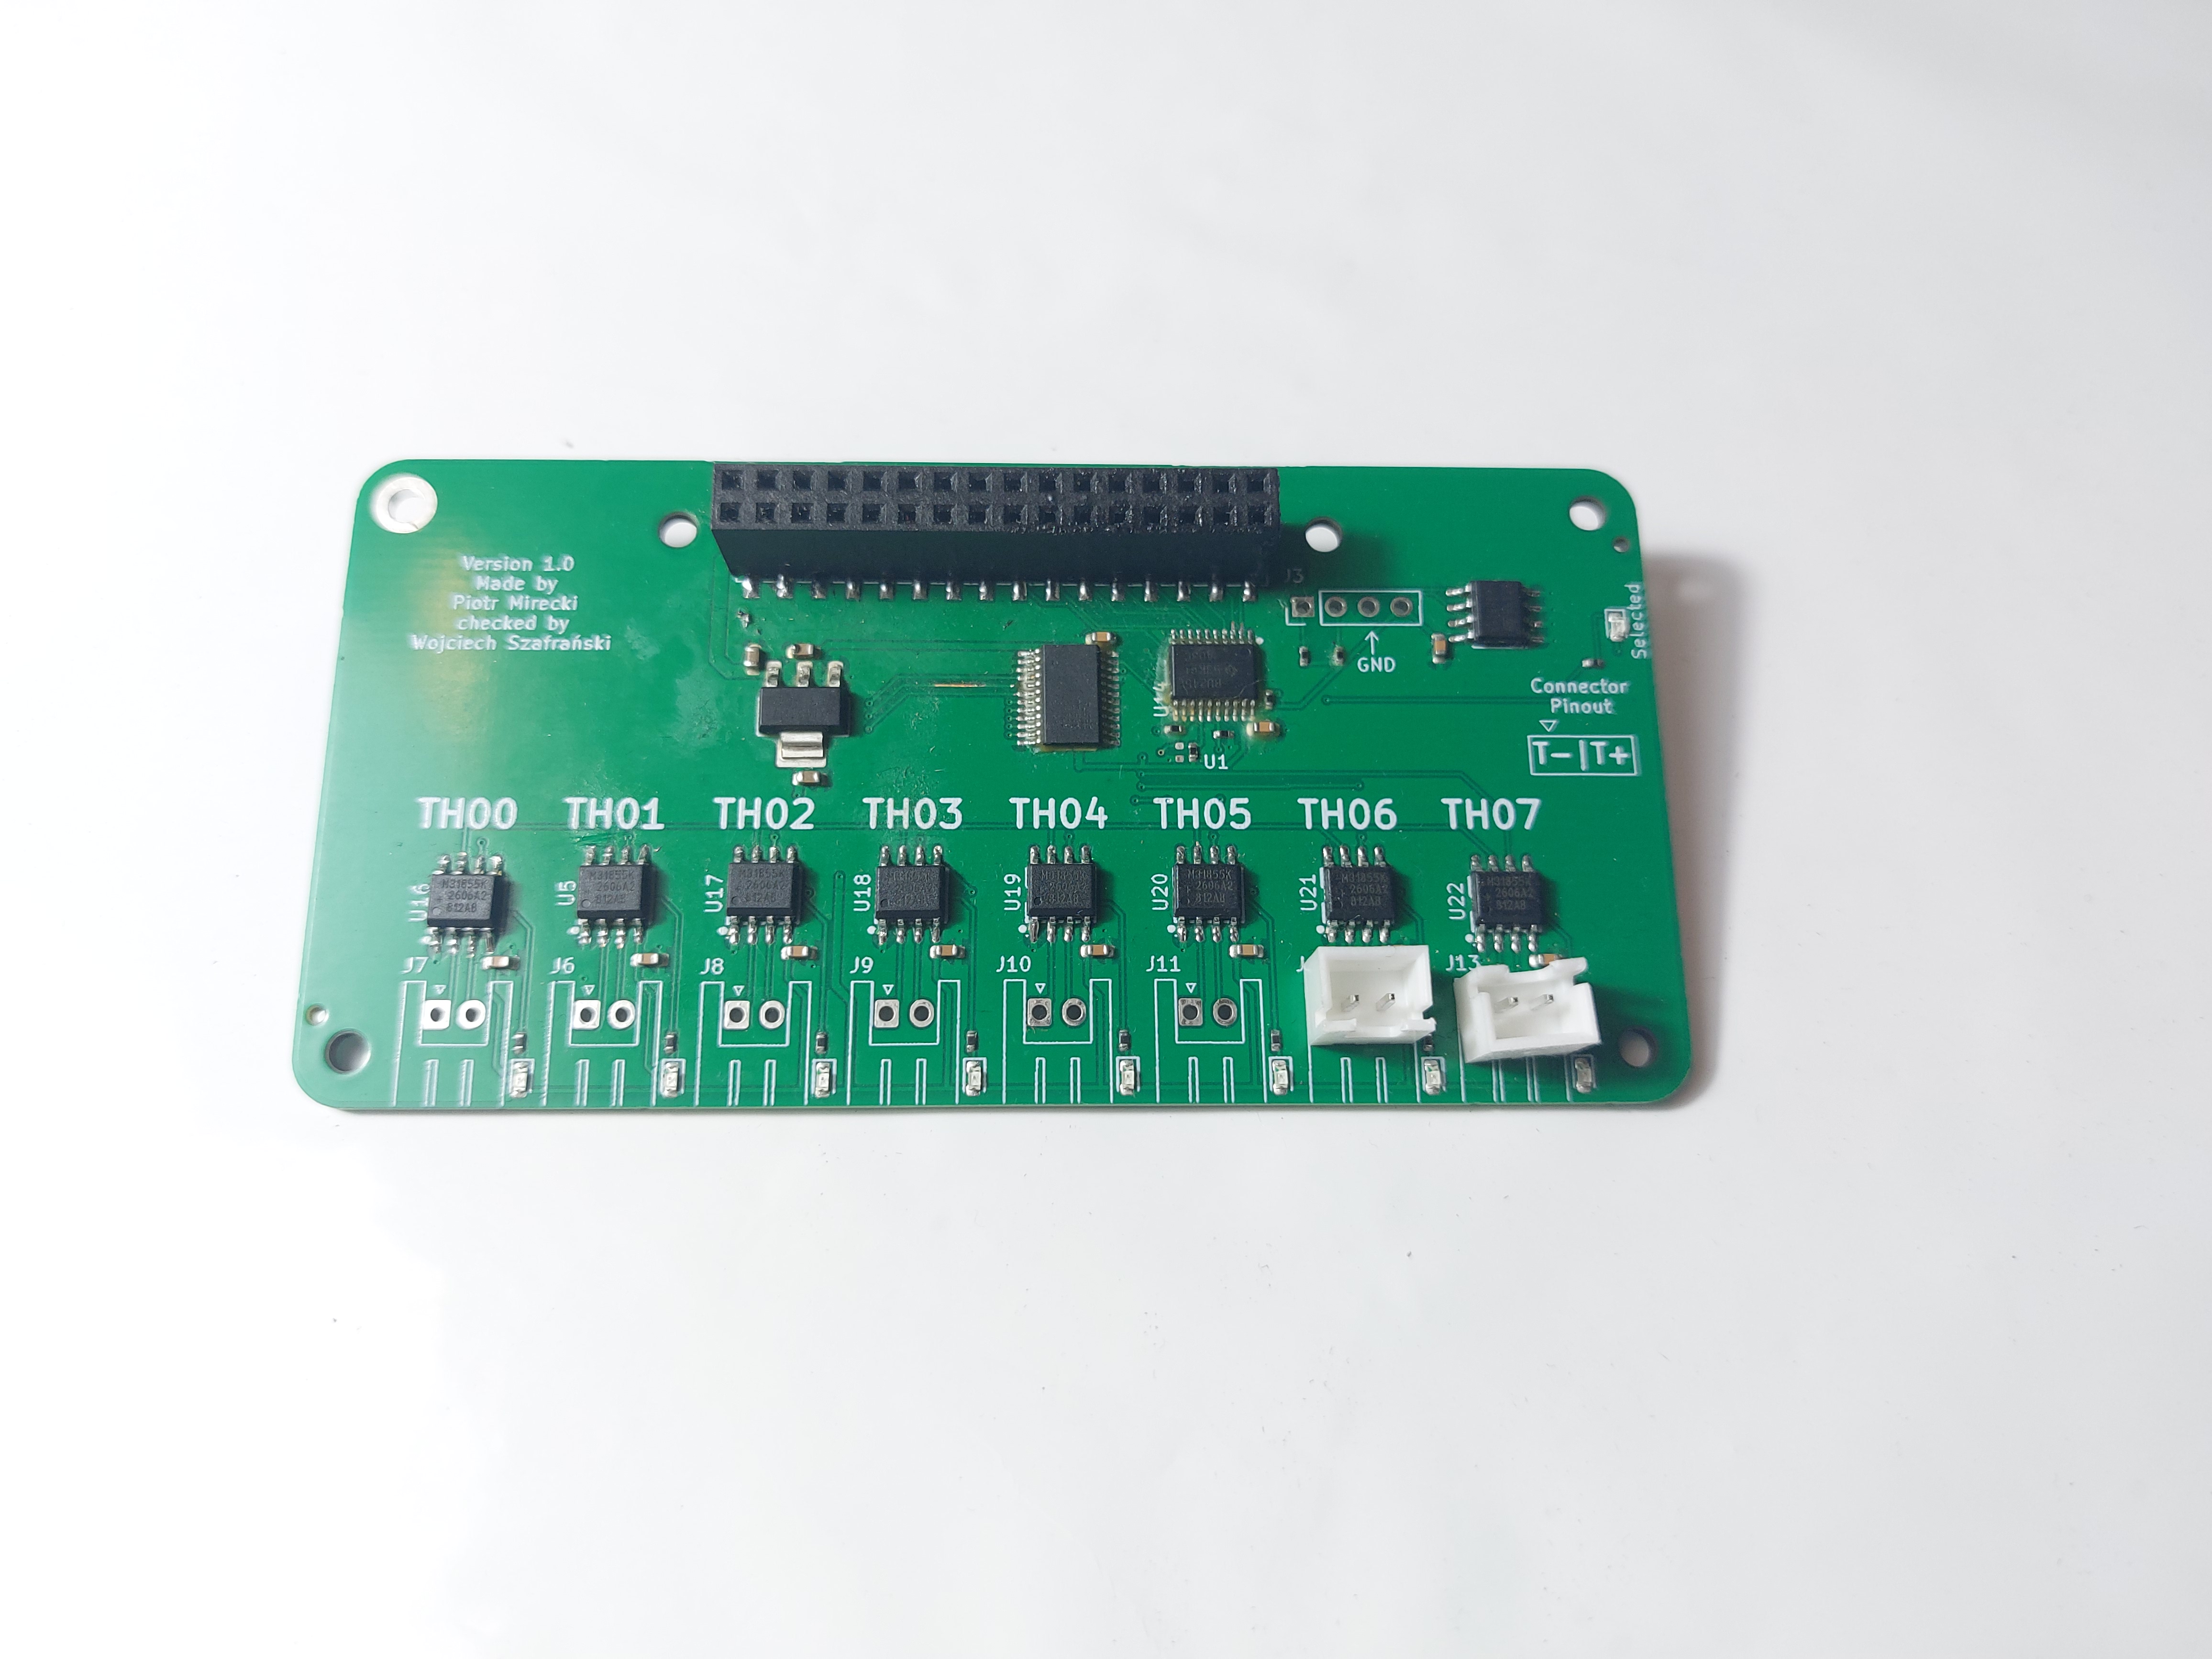 Version 1.0
Made by
Piotr Mirecki
checked by
Wojciech Szafrański
TH00 TH01 TH02 TH03 TH04 TH05 TH06 TH07
U16
U5
U17
U18
U19
U20
U21
U22
J7
J6
J8
J9
J10
J11
J13
U14
U1
J3
GND
Connector
Pinout
T-|T+
Selected